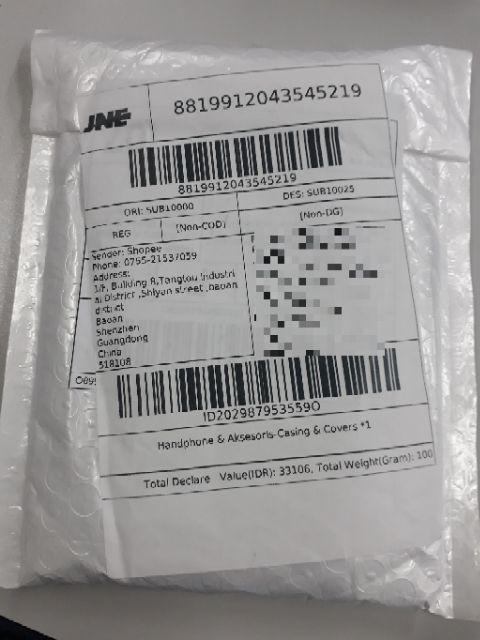 JNE
8819912043545219
8819912043545219
ORI: SUB10000
DES: SUB10025
REG
[Non-COD]
[Non-DG]
Sender: Shopee
Phone: 0755-21537059
Address:
1/F, Building R,Tangtou Industri
al District ,Shiyan street ,baoan
district
Baoan
Shenzhen
Guangdong
China
518108
ID202987953559O
Handphone & Aksesoris-Casing & Covers *1
Total Declare Value(IDR): 33106, Total Weight(Gram): 100